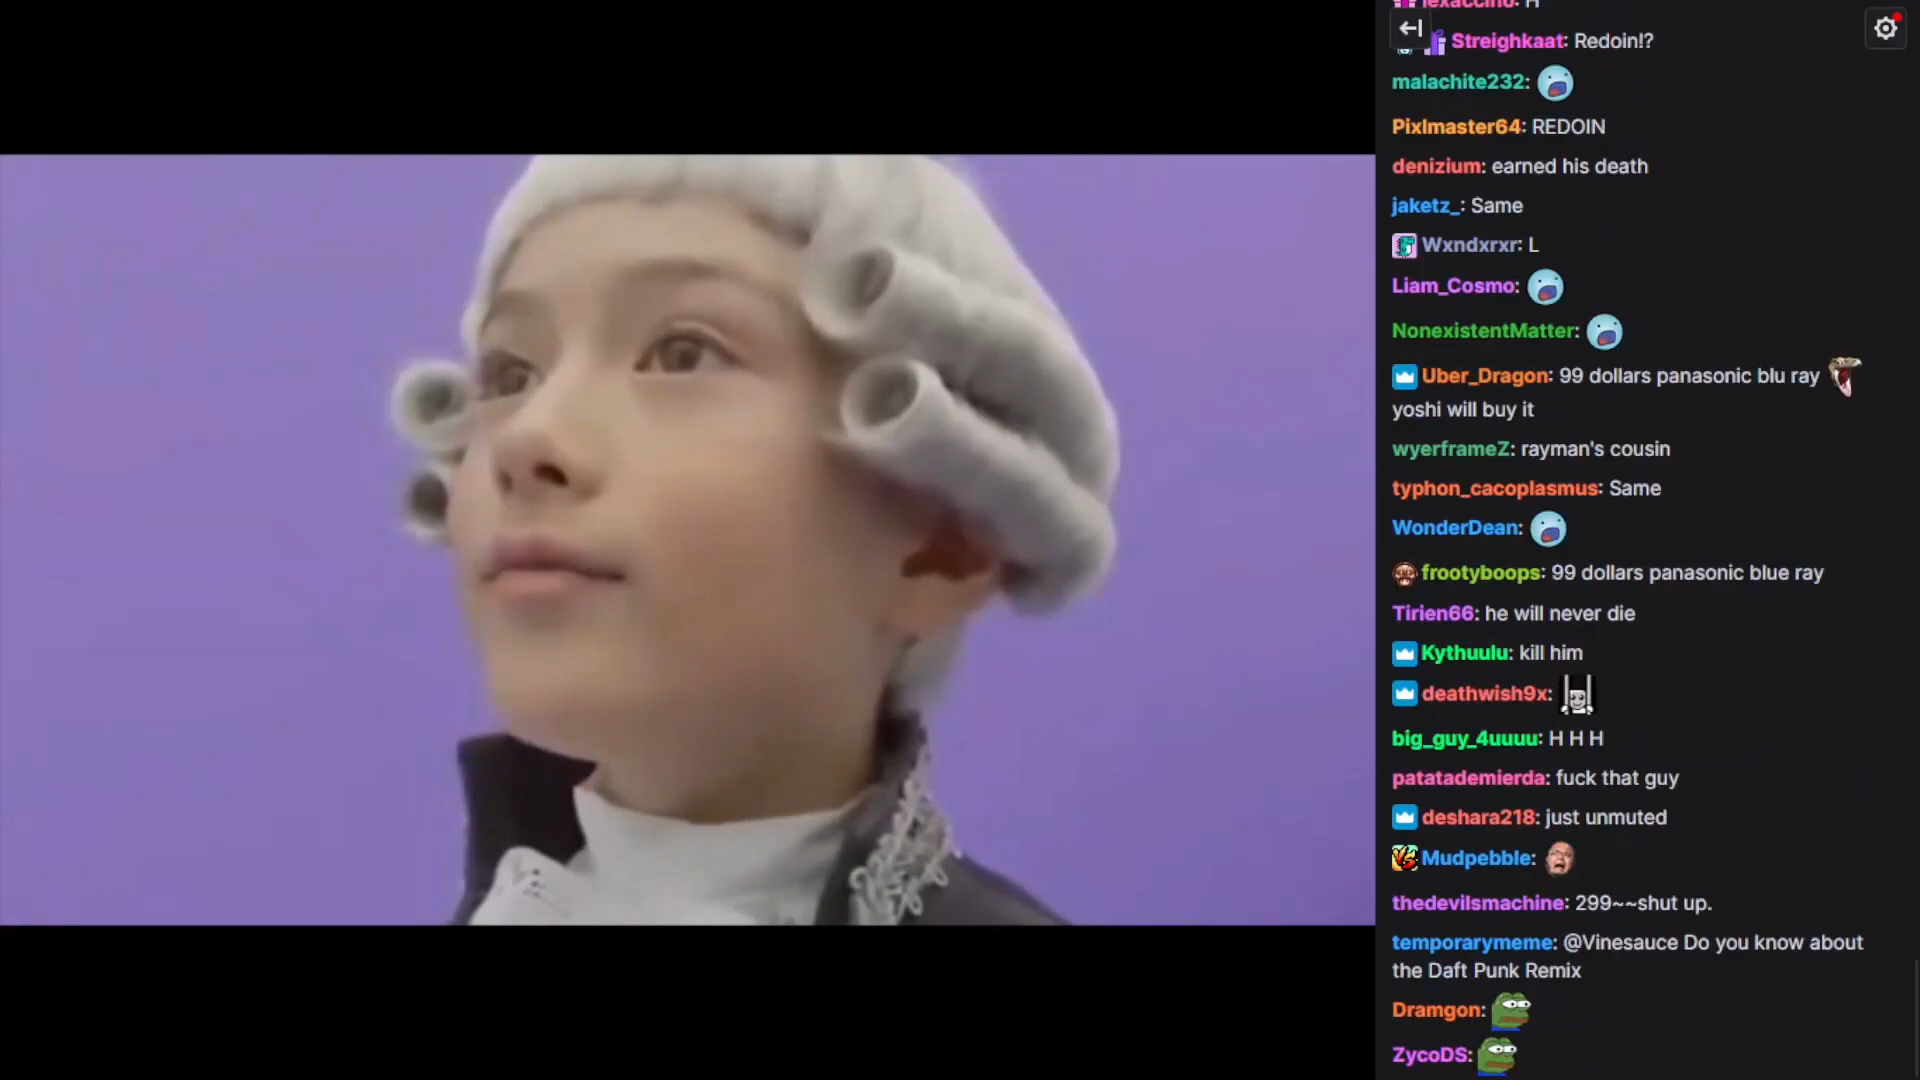 lexaccino: H
Streighkaat: Redoin!?
malachite232:
Pixlmaster64: REDOIN
denizium: earned his death
jaketz_: Same
Wxndxrxr: L
Liam_Cosmo:
NonexistentMatter:
Uber_Dragon: 99 dollars panasonic blu ray
yoshi will buy it
wyerframeZ: rayman's cousin
typhon_cacoplasmus: Same
WonderDean:
frootyboops: 99 dollars panasonic blue ray
Tirien66: he will never die
Kythuulu: kill him
deathwish9x:
big_guy_4uuuu: H H H
patatademierda: fuck that guy
deshara218: just unmuted
Mudpebble:
thedevilsmachine: 299~~shut up.
temporarymeme: @Vinesauce Do you know about
the Daft Punk Remix
Dramgon:
ZycoDS: